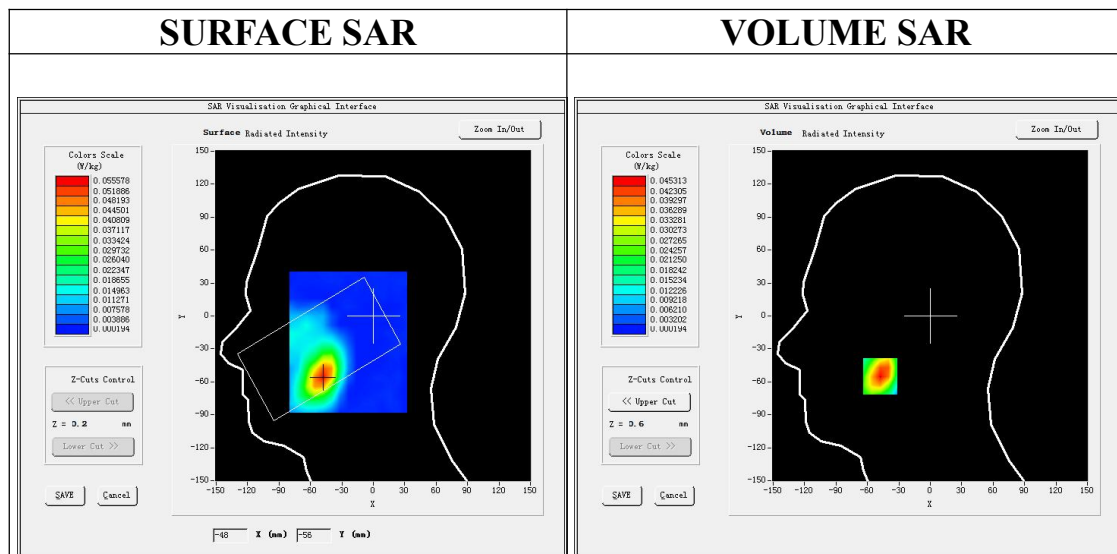 SURFACE SAR
VOLUME SAR
SAR Visualisation Graphical Interface
Surface Radiated Intensity
Zoom In/Out
Colors Scale
(W/kg)
0.055578
0.051886
0.048193
0.044501
0.040809
0.037117
0.033424
0.029732
0.026040
0.022347
0.018655
0.014963
0.011271
0.007578
0.003886
0.000194
150
120
90
60
30
0
-30
-60
-90
-120
-150
Y
-150 -120 -90 -60 -30 0 30 60 90 120 150
X
Z-Cuts Control
<< Upper Cut
Z = 0.2 mm
Lower Cut >>
SAVE Cancel
-48 X (mm) -56 Y (mm)
SAR Visualisation Graphical Interface
Volume Radiated Intensity
Zoom In/Out
Colors Scale
(W/kg)
0.045313
0.042305
0.039297
0.036289
0.033281
0.030273
0.027265
0.024257
0.021250
0.018242
0.015234
0.012226
0.009218
0.006210
0.003202
0.000194
150
120
90
60
30
0
-30
-60
-90
-120
-150
Y
-150 -120 -90 -60 -30 0 30 60 90 120 150
X
Z-Cuts Control
<< Upper Cut
Z = 0.6 mm
Lower Cut >>
SAVE Cancel